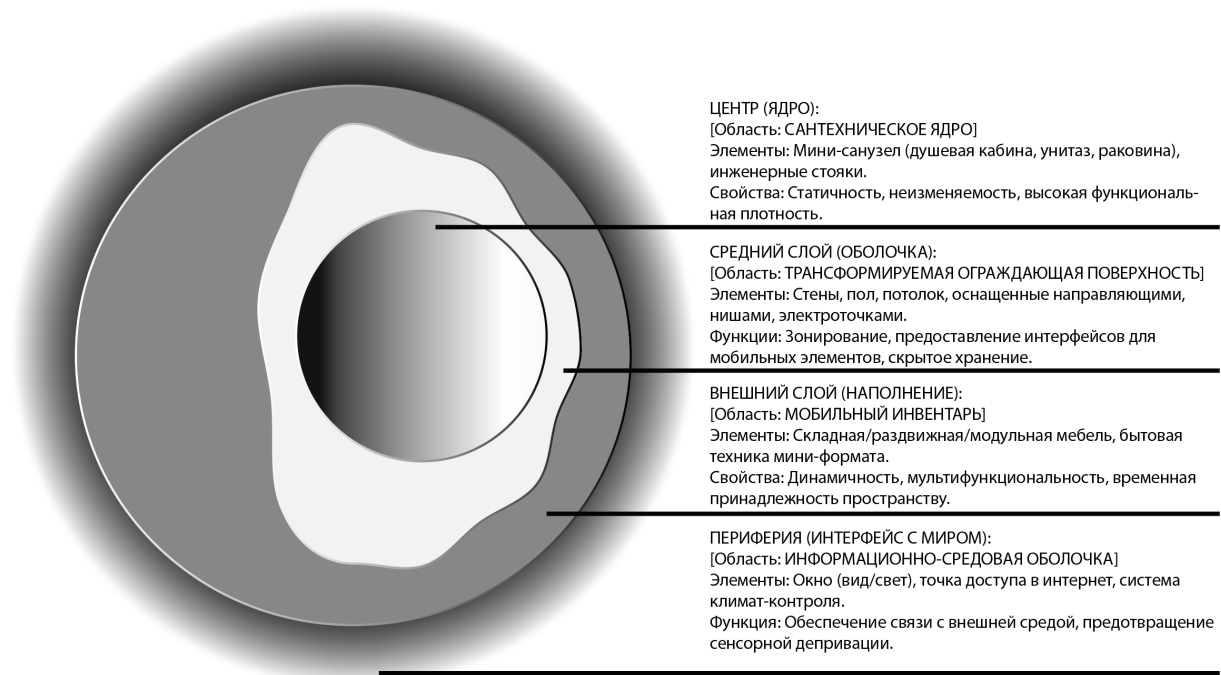 ЦЕНТР (ЯДРО):
[Область: САНТЕХНИЧЕСКОЕ ЯДРО]
Элементы: Мини-санузел (душевая кабина, унитаз, раковина),
инженерные стояки.
Свойства: Статичность, неизменяемость, высокая функциональ-
ная плотность.
СРЕДНИЙ СЛОЙ (ОБОЛОЧКА):
[Область: ТРАНСФОРМИРУЕМАЯ ОГРАЖДАЮЩАЯ ПОВЕРХНОСТЬ]
Элементы: Стены, пол, потолок, оснащенные направляющими,
нишами, электроточками.
Функции: Зонирование, предоставление интерфейсов для
мобильных элементов, скрытое хранение.
ВНЕШНИЙ СЛОЙ (НАПОЛНЕНИЕ):
[Область: МОБИЛЬНЫЙ ИНВЕНТАРЬ]
Элементы: Складная/раздвижная/модульная мебель, бытовая
техника мини-формата.
Свойства: Динамичность, мультифункциональность, временная
принадлежность пространству.
ПЕРИФЕРИЯ (ИНТЕРФЕЙС С МИРОМ):
[Область: ИНФОРМАЦИОННО-СРЕДОВАЯ ОБОЛОЧКА]
Элементы: Окно (вид/свет), точка доступа в интернет, система
климат-контроля.
Функция: Обеспечение связи с внешней средой, предотвращение
сенсорной депривации.